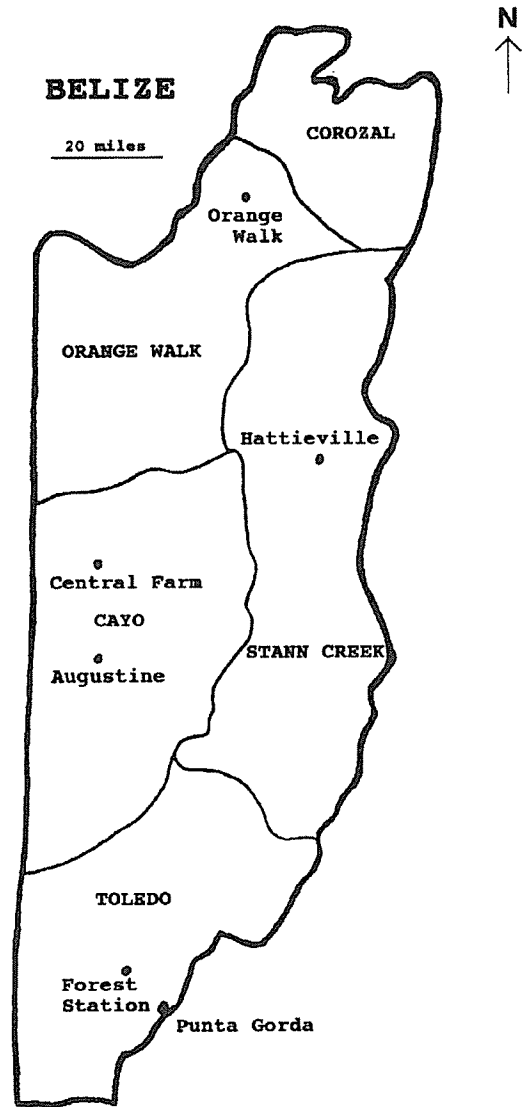 N
BELIZE
20 miles
COROZAL
Orange
Walk
ORANGE WALK
Hattieville
Central Farm
CAYO
STANN CREEK
Augustine
TOLEDO
Forest
Station
Punta Gorda